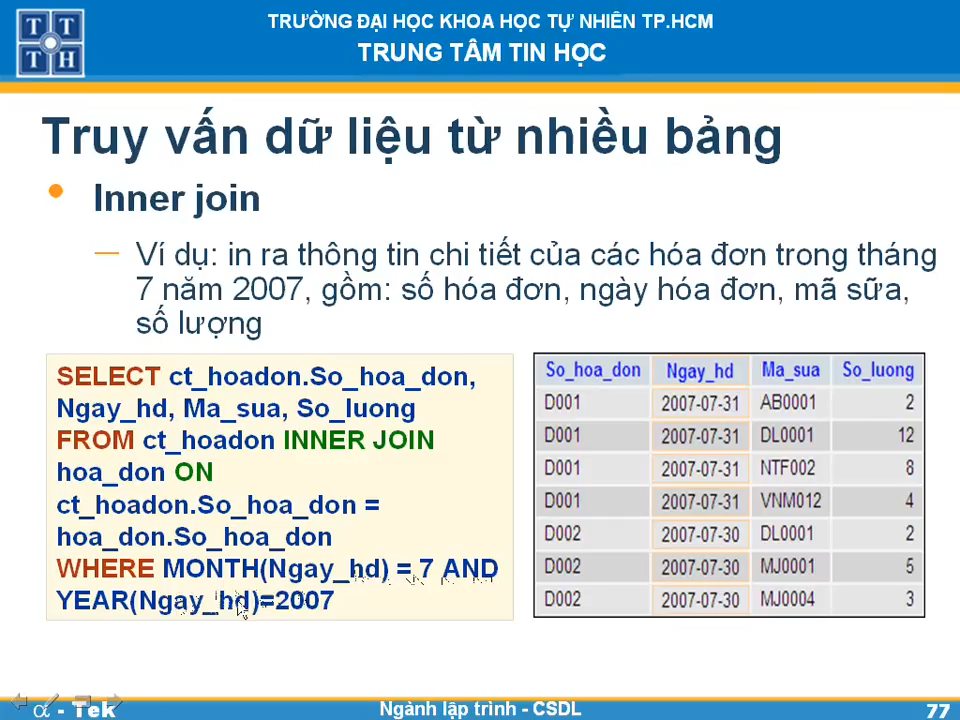 TRƯỜNG ĐẠI HỌC KHOA HỌC TỰ NHIÊN TP.HCM
TRUNG TÂM TIN HỌC
T T
T H
Truy vấn dữ liệu từ nhiều bảng
Inner join
Ví dụ: in ra thông tin chi tiết của các hóa đơn trong tháng
7 năm 2007, gồm: số hóa đơn, ngày hóa đơn, mã sữa,
số lượng
SELECT ct_hoadon.So_hoa_don,
Ngay_hd, Ma_sua, So_luong
FROM ct_hoadon INNER JOIN
hoa_don ON
ct_hoadon.So_hoa_don =
hoa_don.So_hoa_don
WHERE MONTH(Ngay_hd) = 7 AND
YEAR(Ngay_hd)=2007
So_hoa_don Ngay_hd Ma_sua So_luong
D001 2007-07-31 AB0001 2
D001 2007-07-31 DL0001 12
D001 2007-07-31 NTF002 8
D001 2007-07-31 VNM012 4
D002 2007-07-30 DL0001 2
D002 2007-07-30 MJ0001 5
D002 2007-07-30 MJ0004 3
α - Tek
Ngành lập trình - CSDL
77